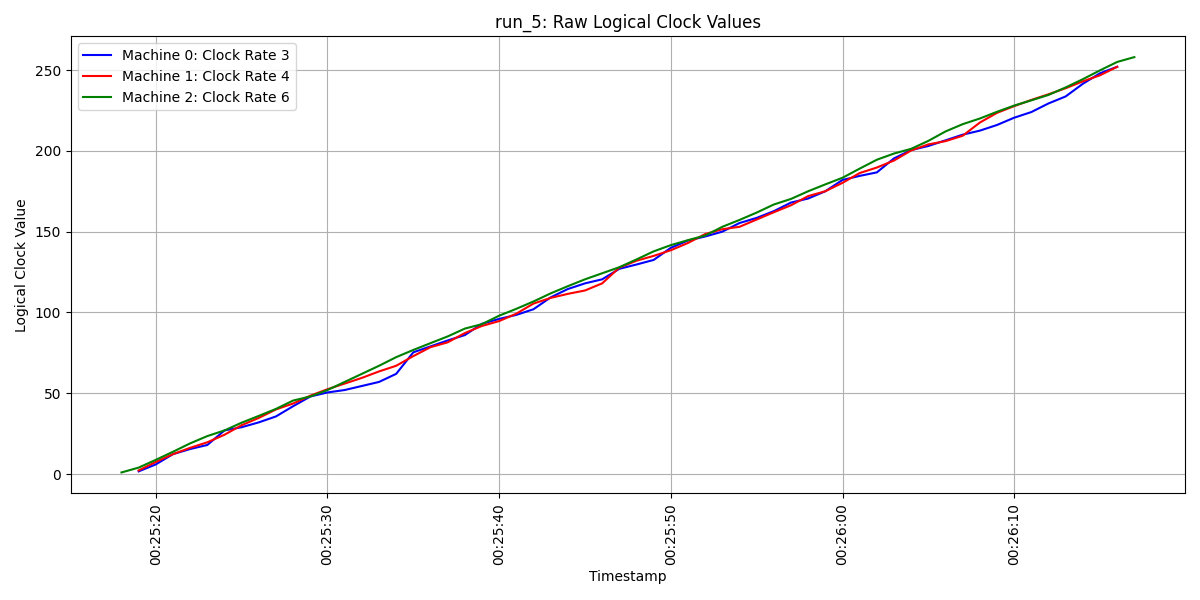 run_5: Raw Logical Clock Values
Machine 0: Clock Rate 3
Machine 1: Clock Rate 4
Machine 2: Clock Rate 6
Logical Clock Value
250
200
150
100
50
0
00:25:20
00:25:30
00:25:40
00:25:50
00:26:00
00:26:10
Timestamp